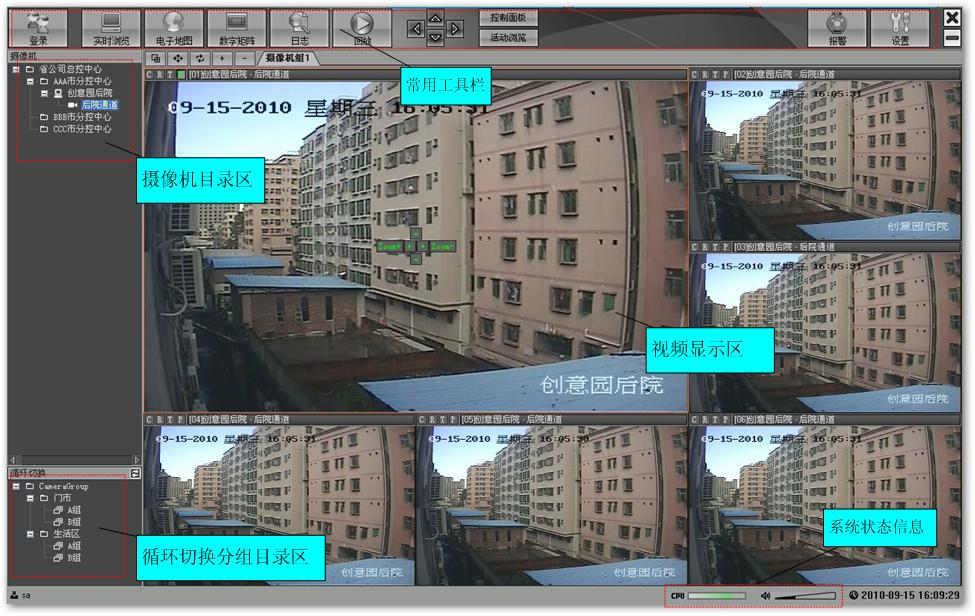 登录 实时浏览 电子地图 数字矩阵 日志 回放 控制面板 活动浏览 报警 设置
摄像机
摄像机组1
常用工具栏
省公司总控中心
AAA市分控中心
创意园后院
后院通道
BBB市分控中心
CCC市分控中心
摄像机目录区
C R T [01]创意园后院 - 后院通道
09-15-2010 星期三 16:05:31
Zoom+ Zoom-
创意园后院
视频显示区
C R T P [02]创意园后院 - 后院通道
09-15-2010 星期三 16:05:31
创意园后院
C R T P [03]创意园后院 - 后院通道
09-15-2010 星期三 16:05:31
创意园后院
循环切换
CameraGroup
门市
A组
B组
生活区
A组
B组
循环切换分组目录区
C R T P [04]创意园后院 - 后院通道
09-15-2010 星期三 16:05:31
创意园后院
C R T P [05]创意园后院 - 后院通道
09-15-2010 星期三 16:05:30
创意园后院
C R T P [06]创意园后院 - 后院通道
09-15-2010 星期三 16:05:31
创意园后院
系统状态信息
sa
CPU
2010-09-15 16:09:29